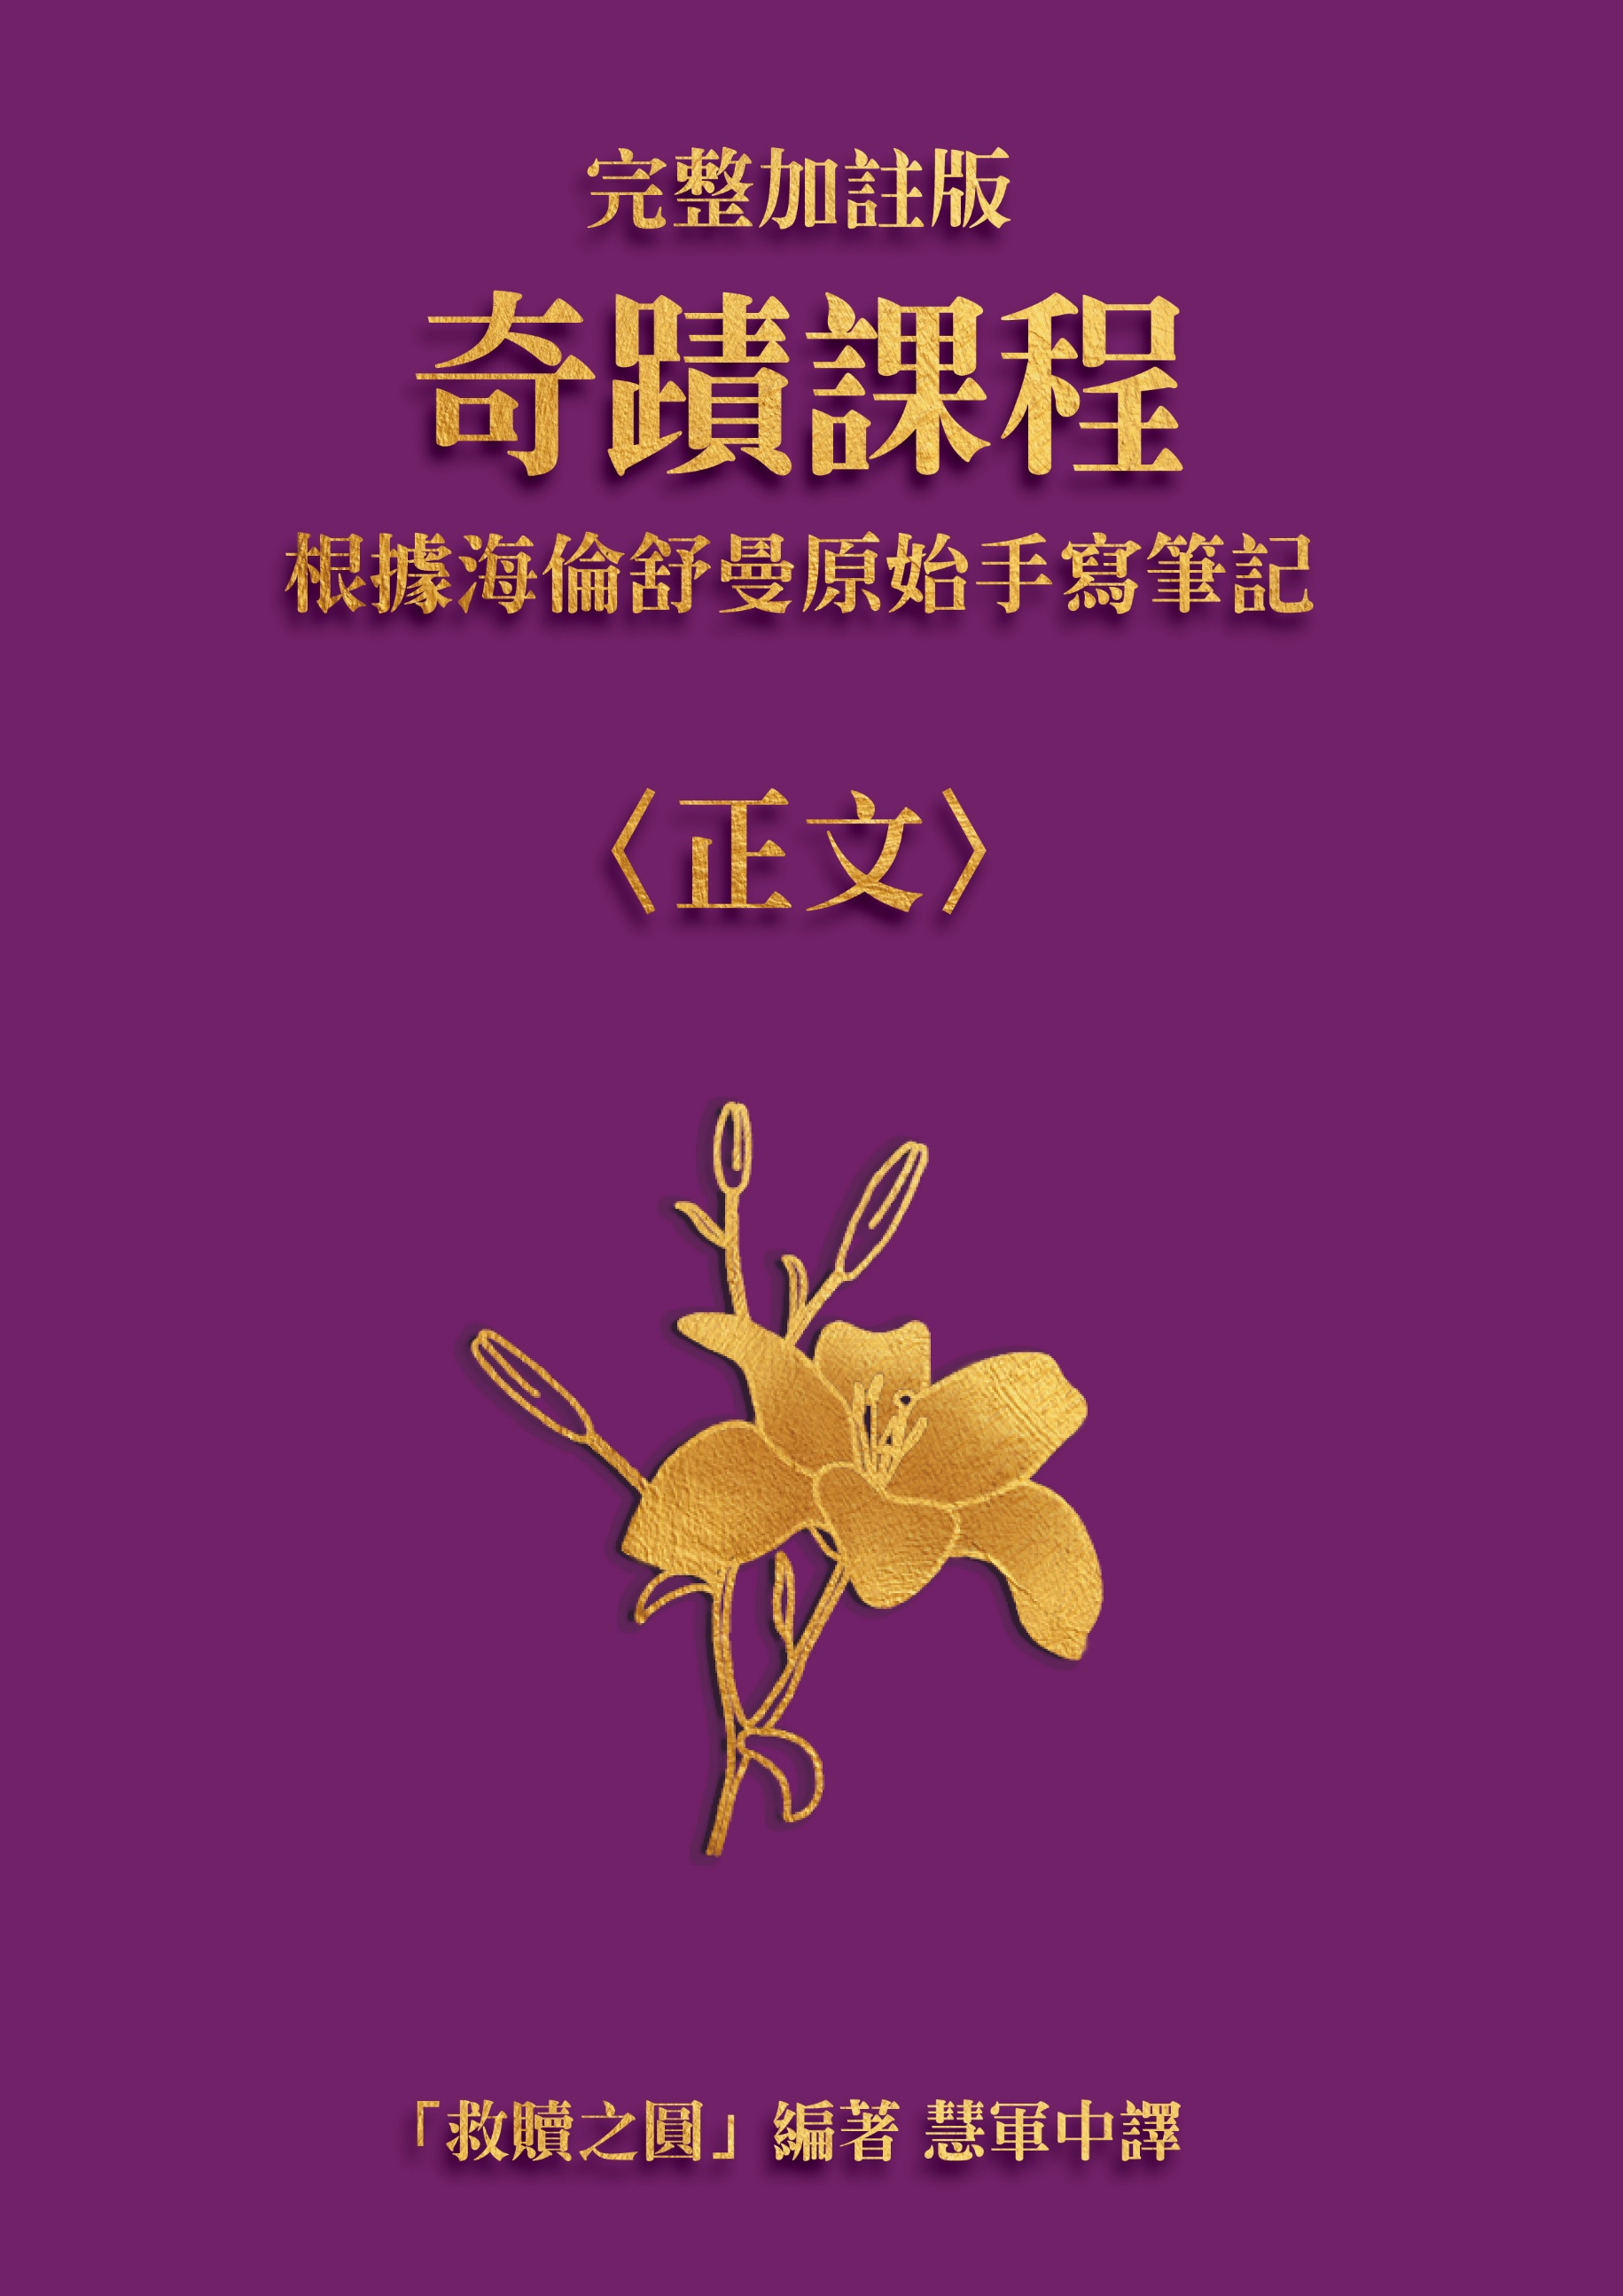 完整加註版
奇蹟課程
根據海倫舒曼原始手寫筆記
〈正文〉
「救贖之圓」編著 慧軍中譯